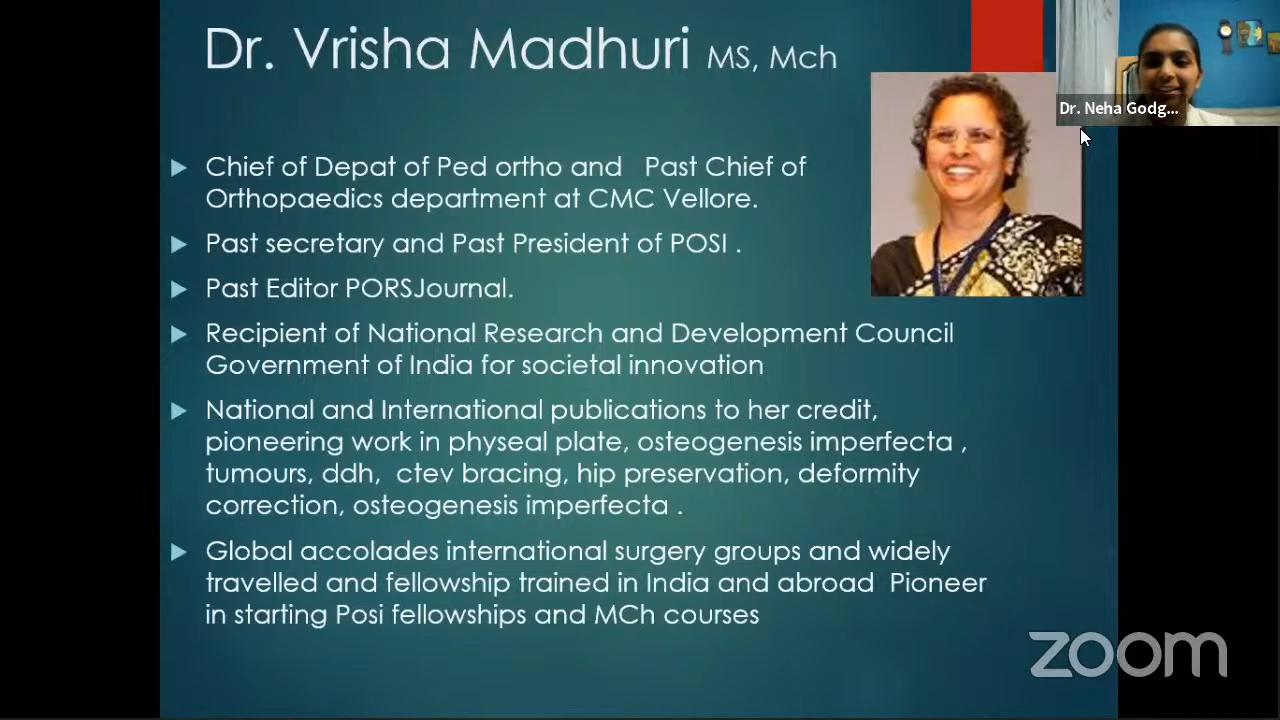 Dr. Vrisha Madhuri MS, Mch
Dr. Neha Godg...
Chief of Depat of Ped ortho and Past Chief of
Orthopaedics department at CMC Vellore.
Past secretary and Past President of POSI .
Past Editor PORSJournal.
Recipient of National Research and Development Council
Government of India for societal innovation
National and International publications to her credit,
pioneering work in physeal plate, osteogenesis imperfecta ,
tumours, ddh, ctev bracing, hip preservation, deformity
correction, osteogenesis imperfecta .
Global accolades international surgery groups and widely
travelled and fellowship trained in India and abroad Pioneer
in starting Posi fellowships and MCh courses
zoom